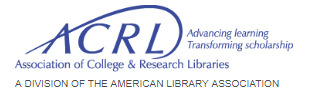 ACRL
Advancing learning
Transforming scholarship
Association of College & Research Libraries
A DIVISION OF THE AMERICAN LIBRARY ASSOCIATION